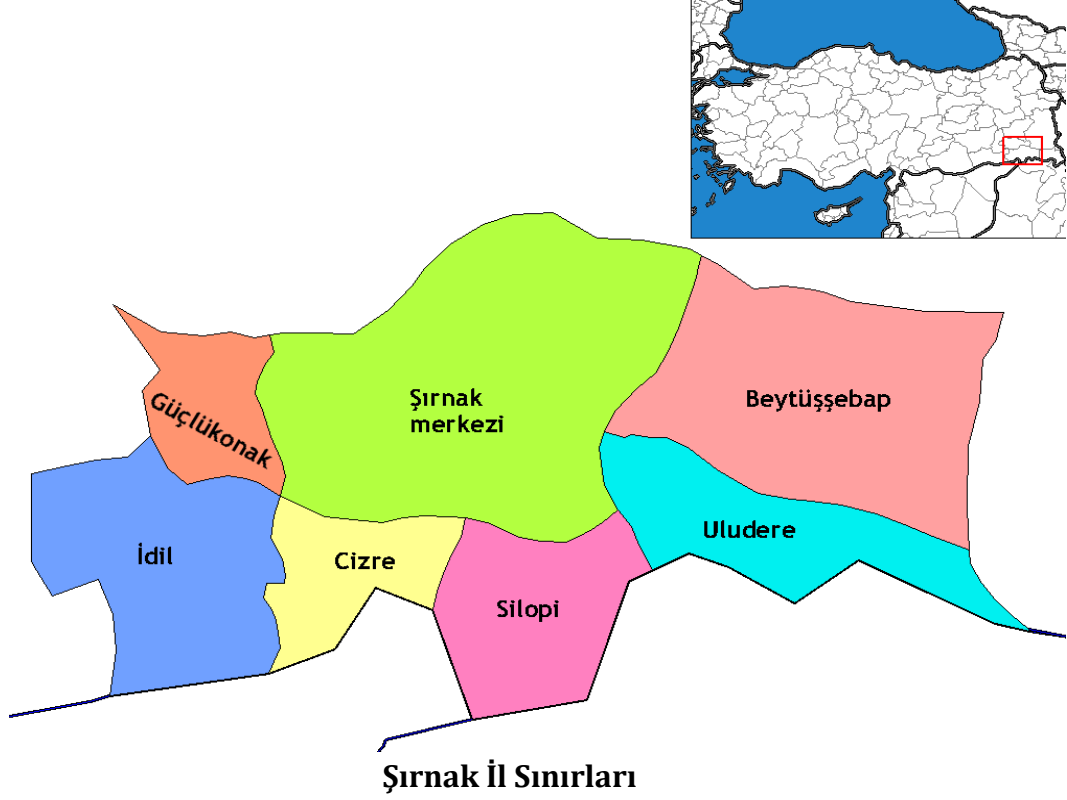 Şırnak
merkezi
Beytüşşebap
Güçlükonak
Uludere
İdil
Cizre
Silopi
Şırnak İl Sınırları